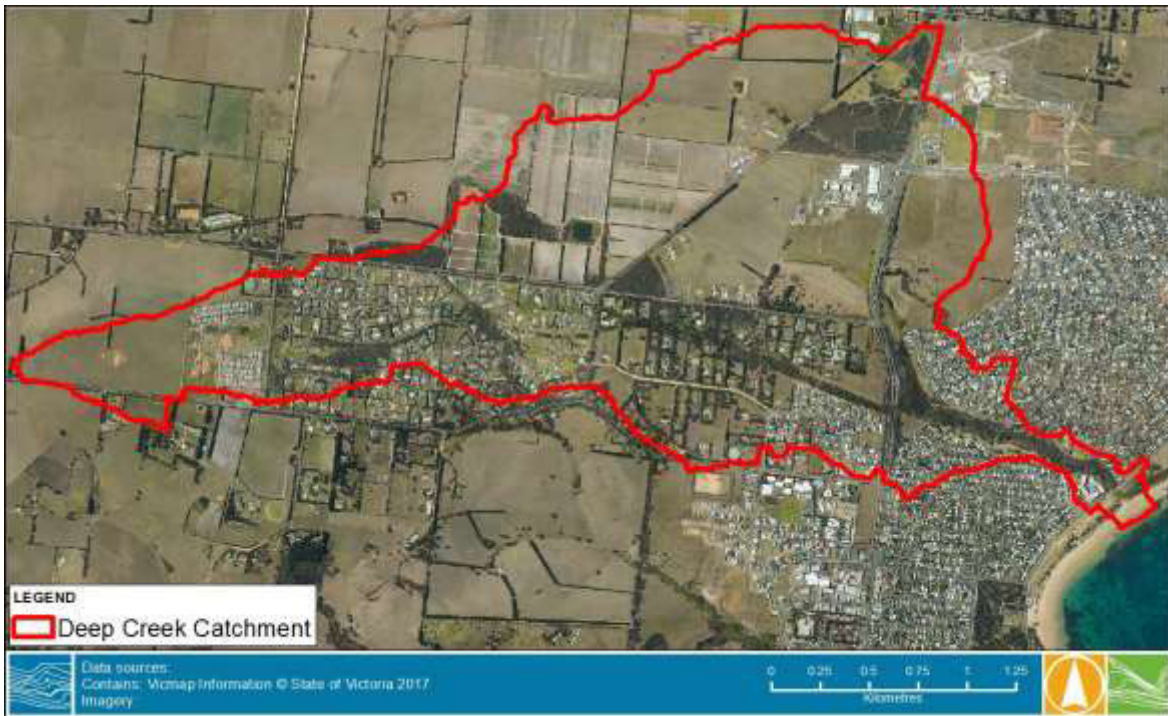 LEGEND
Deep Creek Catchment
Data sources:
Contains: Vicmap Information © State of Victoria 2017
Imagery
0 0.25 0.5 0.75 1 1.25
Kilometres